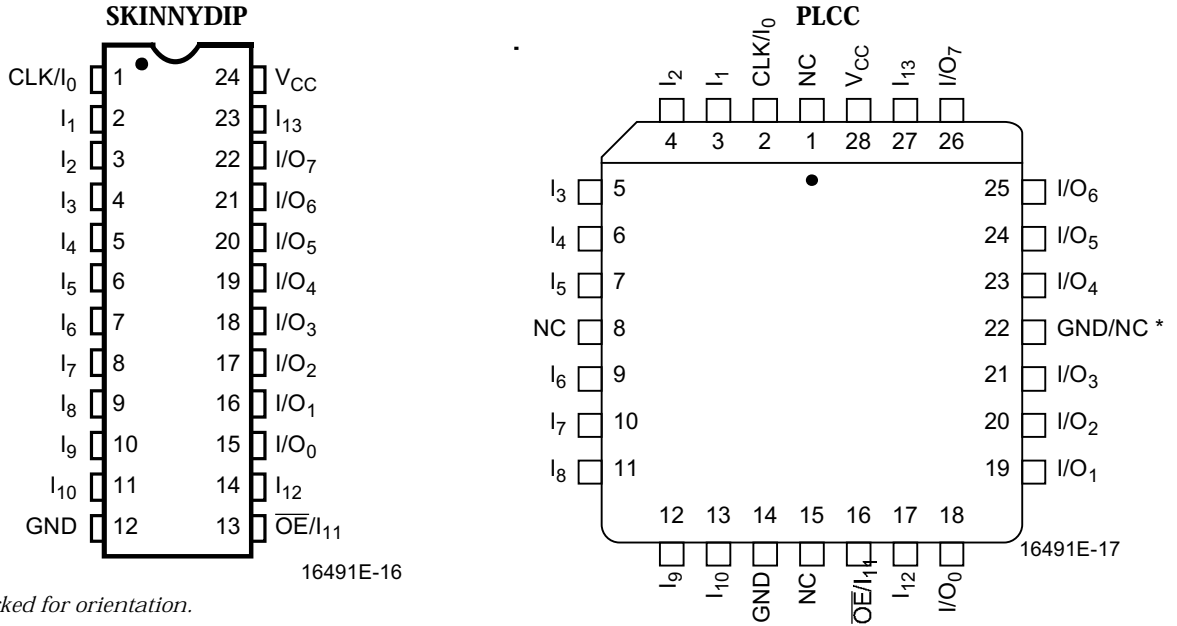 SKINNYDIP
CLK/I0 1 24 VCC
I1 2 23 I13
I2 3 22 I/O7
I3 4 21 I/O6
I4 5 20 I/O5
I5 6 19 I/O4
I6 7 18 I/O3
I7 8 17 I/O2
I8 9 16 I/O1
I9 10 15 I/O0
I10 11 14 I12
GND 12 13 OE/I11
16491E-16
rked for orientation.
PLCC
I2 I1 CLK/I0 NC VCC I13 I/O7
4 3 2 1 28 27 26
I3 5 25 I/O6
I4 6 24 I/O5
I5 7 23 I/O4
NC 8 22 GND/NC *
I6 9 21 I/O3
I7 10 20 I/O2
I8 11 19 I/O1
12 13 14 15 16 17 18
I9 I10 GND NC OE/I11 I12 I/O0
16491E-17